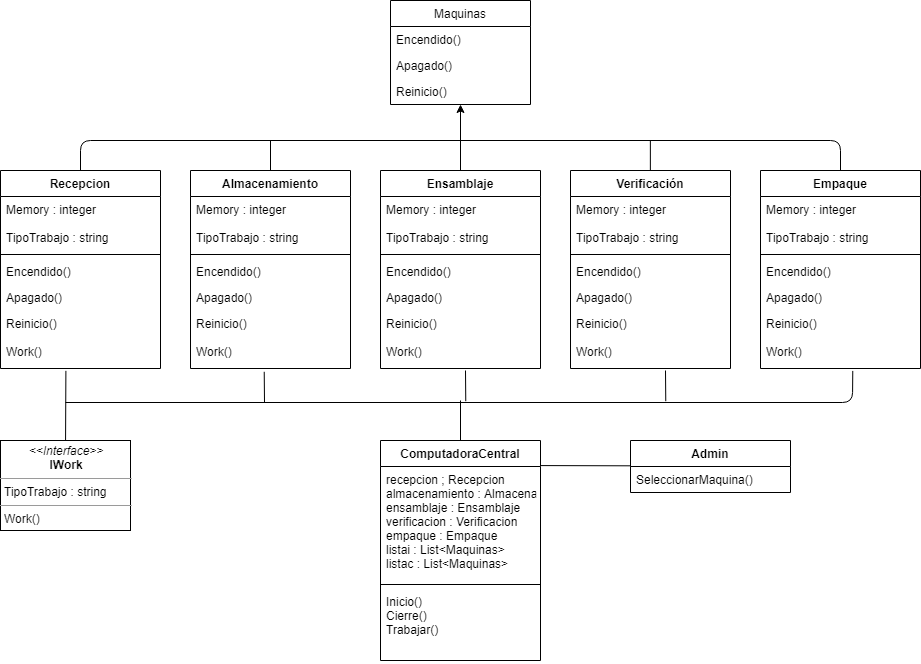 Maquinas
Encendido()
Apagado()
Reinicio()
Recepcion
Memory : integer
TipoTrabajo : string
Encendido()
Apagado()
Reinicio()
Work()
Almacenamiento
Memory : integer
TipoTrabajo : string
Encendido()
Apagado()
Reinicio()
Work()
Ensamblaje
Memory : integer
TipoTrabajo : string
Encendido()
Apagado()
Reinicio()
Work()
Verificación
Memory : integer
TipoTrabajo : string
Encendido()
Apagado()
Reinicio()
Work()
Empaque
Memory : integer
TipoTrabajo : string
Encendido()
Apagado()
Reinicio()
Work()
<<Interface>>
IWork
TipoTrabajo : string
Work()
ComputadoraCentral
recepcion ; Recepcion
almacenamiento : Almacena
ensamblaje : Ensamblaje
verificacion : Verificacion
empaque : Empaque
listai : List<Maquinas>
listac : List<Maquinas>
Inicio()
Cierre()
Trabajar()
Admin
SeleccionarMaquina()